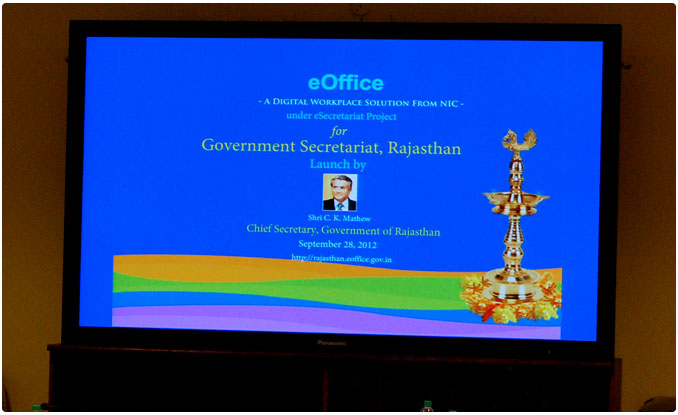 eOffice
- A Digital Workplace Solution From NIC -
under eSecretariat Project
for
Government Secretariat, Rajasthan
Launch by
Shri C. K. Mathew
Chief Secretary, Government of Rajasthan
September 28, 2012
http://rajasthan.eoffice.gov.in
Panasonic